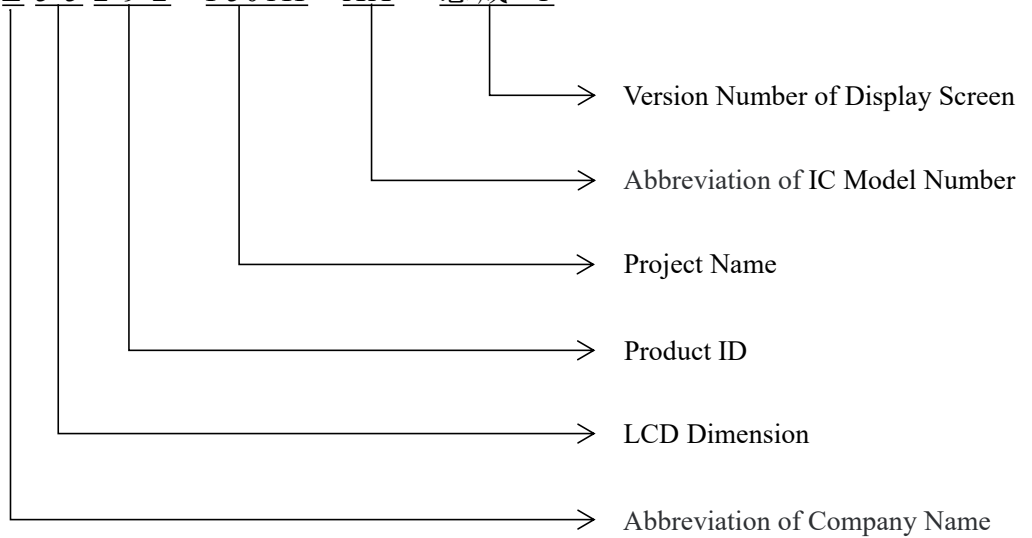 Version Number of Display Screen
Abbreviation of IC Model Number
Project Name
Product ID
LCD Dimension
Abbreviation of Company Name